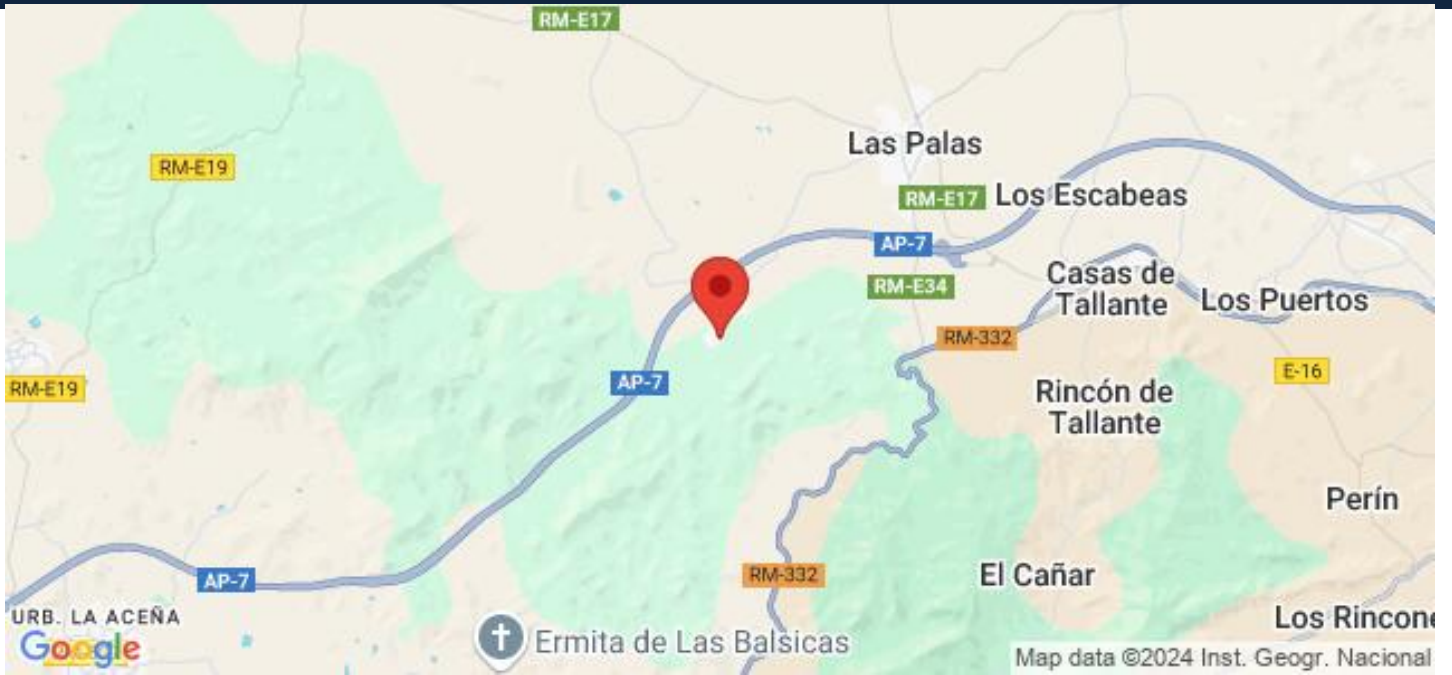 RM-E17
Las Palas
RM-E19
RM-E17
Los Escabeas
AP-7
Casas de
Tallante
RM-E34
Los Puertos
RM-332
E-16
AP-7
RM-E19
Rincón de
Tallante
Perín
AP-7
RM-332
El Cañar
URB. LA ACEÑA
Los Rincone
Google
Ermita de Las Balsicas
Map data ©2024 Inst. Geogr. Nacional